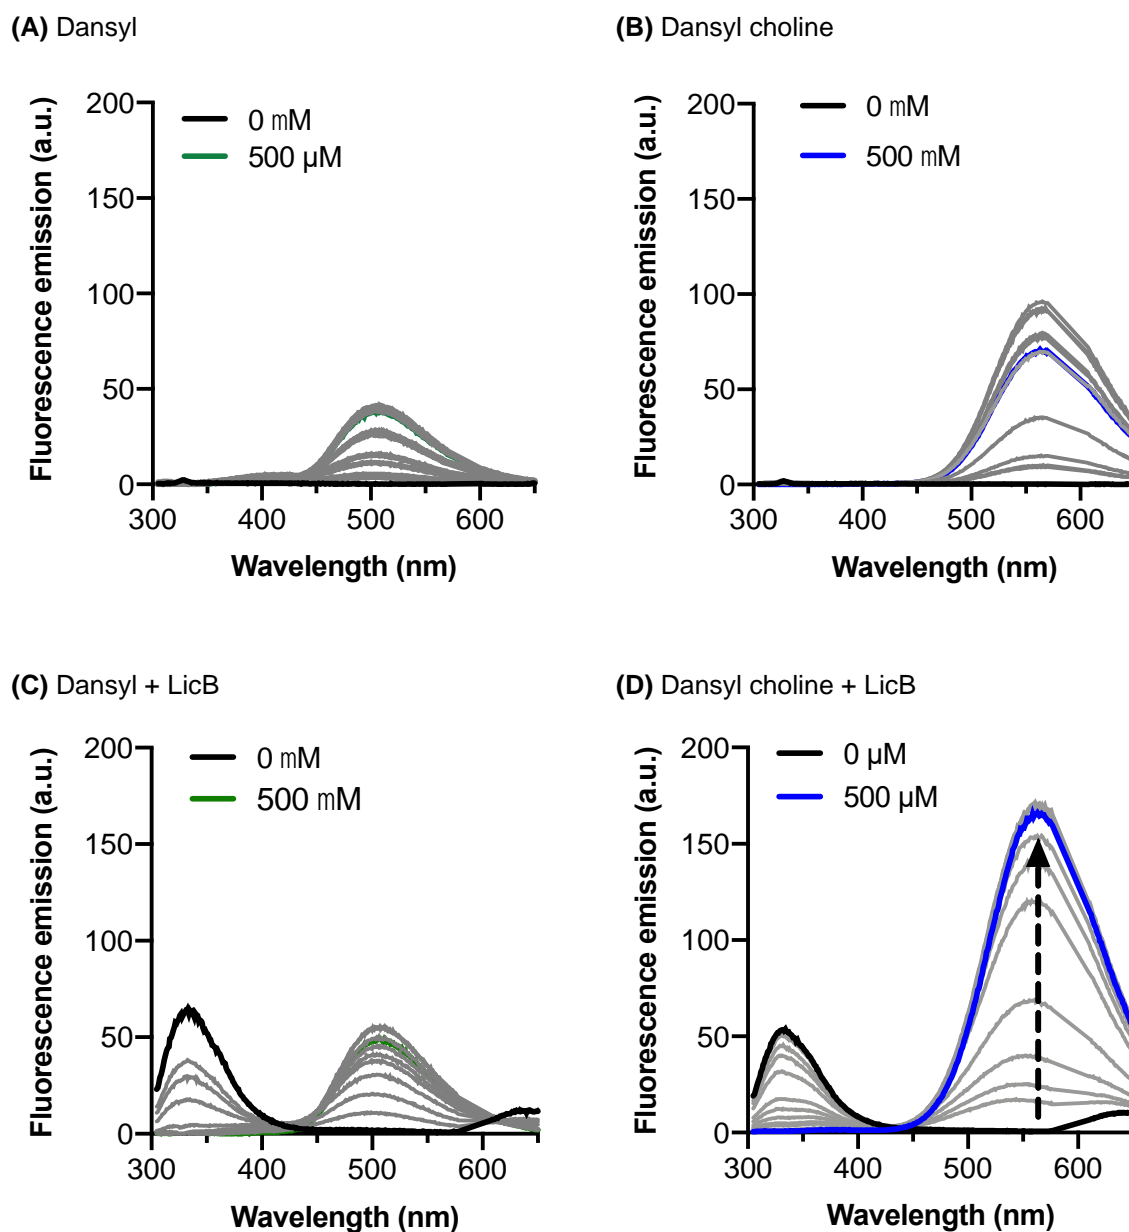 (A) Dansyl
(B) Dansyl choline
200
150
100
50
0
300 400 500 600
Fluorescence emission (a.u.)
Wavelength (nm)
0 mM
500 µM
200
150
100
50
0
300 400 500 600
Fluorescence emission (a.u.)
Wavelength (nm)
0 mM
500 mM
(C) Dansyl + LicB
(D) Dansyl choline + LicB
200
150
100
50
0
300 400 500 600
Fluorescence emission (a.u.)
Wavelength (nm)
0 mM
500 mM
200
150
100
50
0
300 400 500 600
Fluorescence emission (a.u.)
Wavelength (nm)
0 µM
500 µM